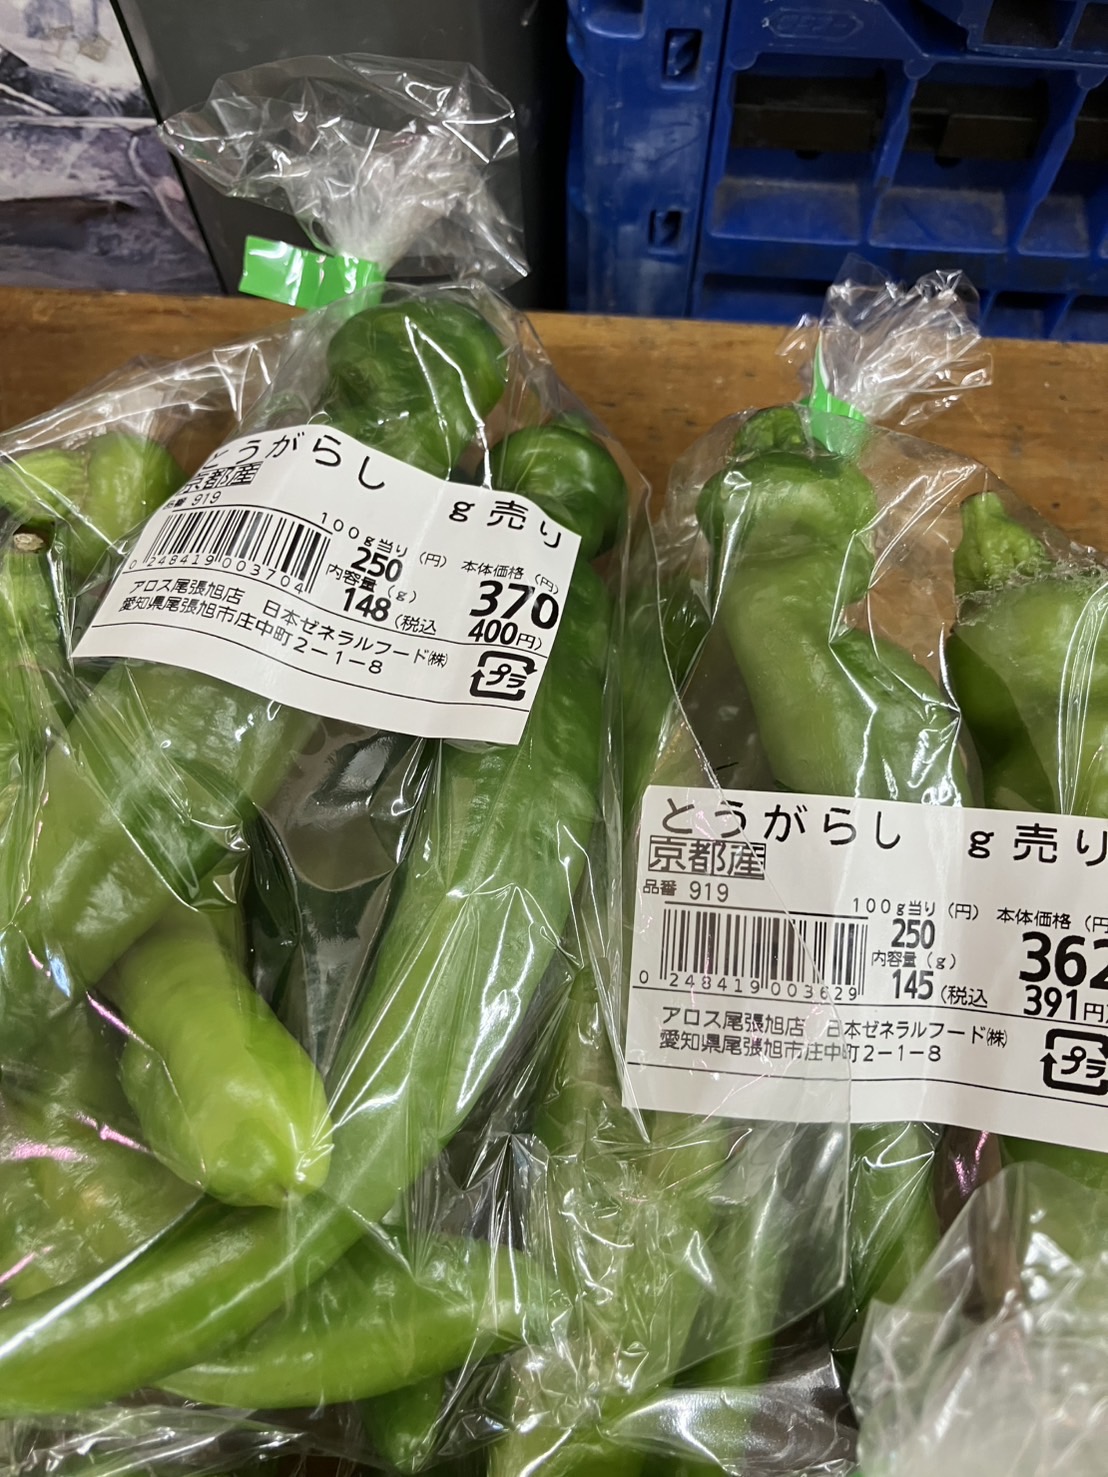 とうがらし g売り
京都産
品番 919
100g当り (円) 本体価格 (円)
250 370
内容量 (g)
148 (税込 400円)
0 248419 003704
アロス尾張旭店 日本ゼネラルフード㈱
愛知県尾張旭市庄中町2-1-8
プラ
とうがらし g売り
京都産
品番 919
100g当り (円) 本体価格 (円
250 362
内容量 (g)
145 (税込 391円)
0 248419 003629
アロス尾張旭店 日本ゼネラルフード㈱
愛知県尾張旭市庄中町2-1-8
プラ